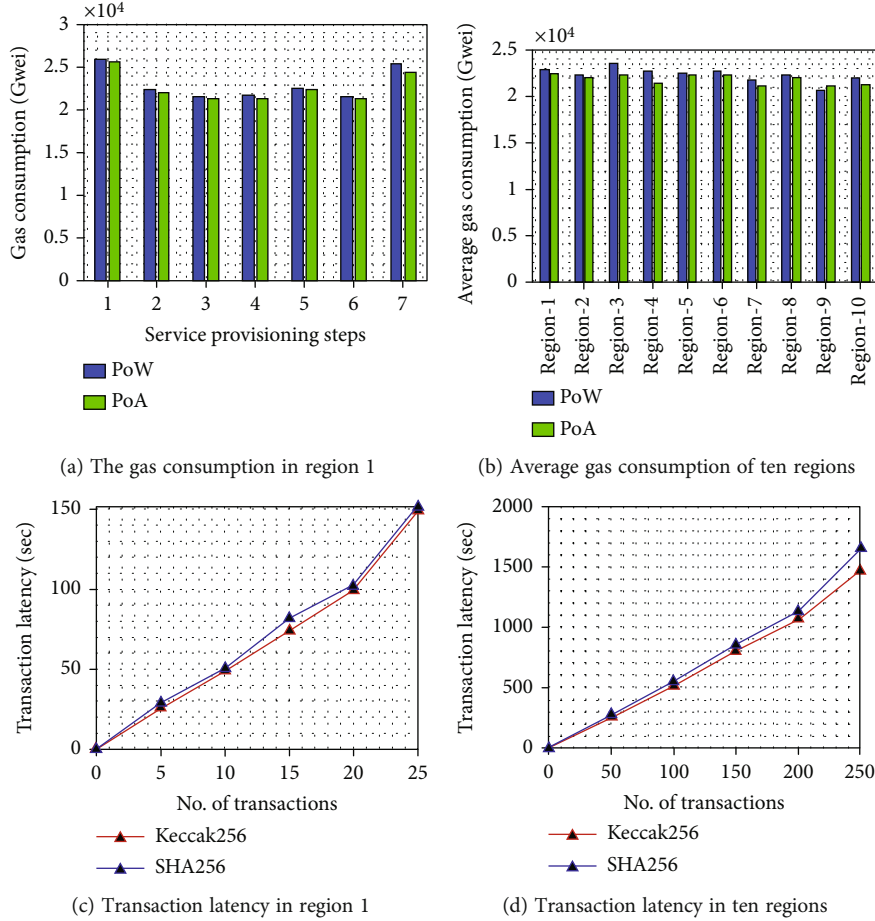 ×10⁴
3
2.5
2
1.5
1
0.5
0
Gas consumption (Gwei)
1 2 3 4 5 6 7
Service provisioning steps
PoW
PoA
(a) The gas consumption in region 1
×10⁴
2.5
2
1.5
1
0.5
0
Average gas consumption (Gwei)
Region-1
Region-2
Region-3
Region-4
Region-5
Region-6
Region-7
Region-8
Region-9
Region-10
PoW
PoA
(b) Average gas consumption of ten regions
150
100
50
0
Transaction latency (sec)
0 5 10 15 20 25
No. of transactions
Keccak256
SHA256
(c) Transaction latency in region 1
2000
1500
1000
500
0
Transaction latency (sec)
0 50 100 150 200 250
No. of transactions
Keccak256
SHA256
(d) Transaction latency in ten regions